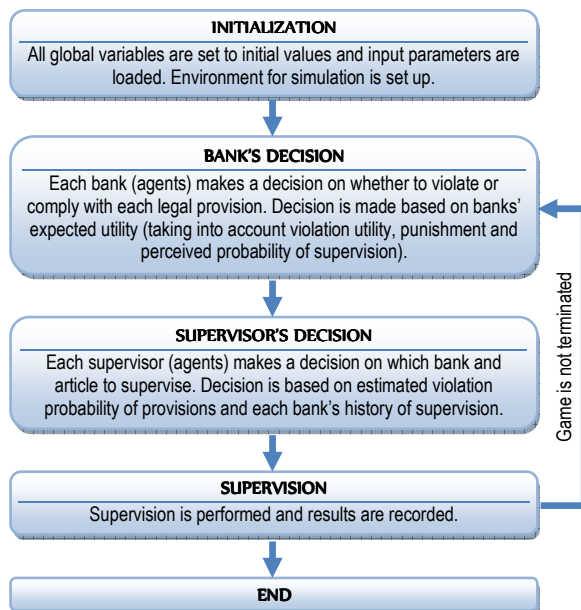 INITIALIZATION
All global variables are set to initial values and input parameters are
loaded. Environment for simulation is set up.
BANK'S DECISION
Each bank (agents) makes a decision on whether to violate or
comply with each legal provision. Decision is made based on banks'
expected utility (taking into account violation utility, punishment and
perceived probability of supervision).
SUPERVISOR'S DECISION
Each supervisor (agents) makes a decision on which bank and
article to supervise. Decision is based on estimated violation
probability of provisions and each bank's history of supervision.
Game is not terminated
SUPERVISION
Supervision is performed and results are recorded.
END